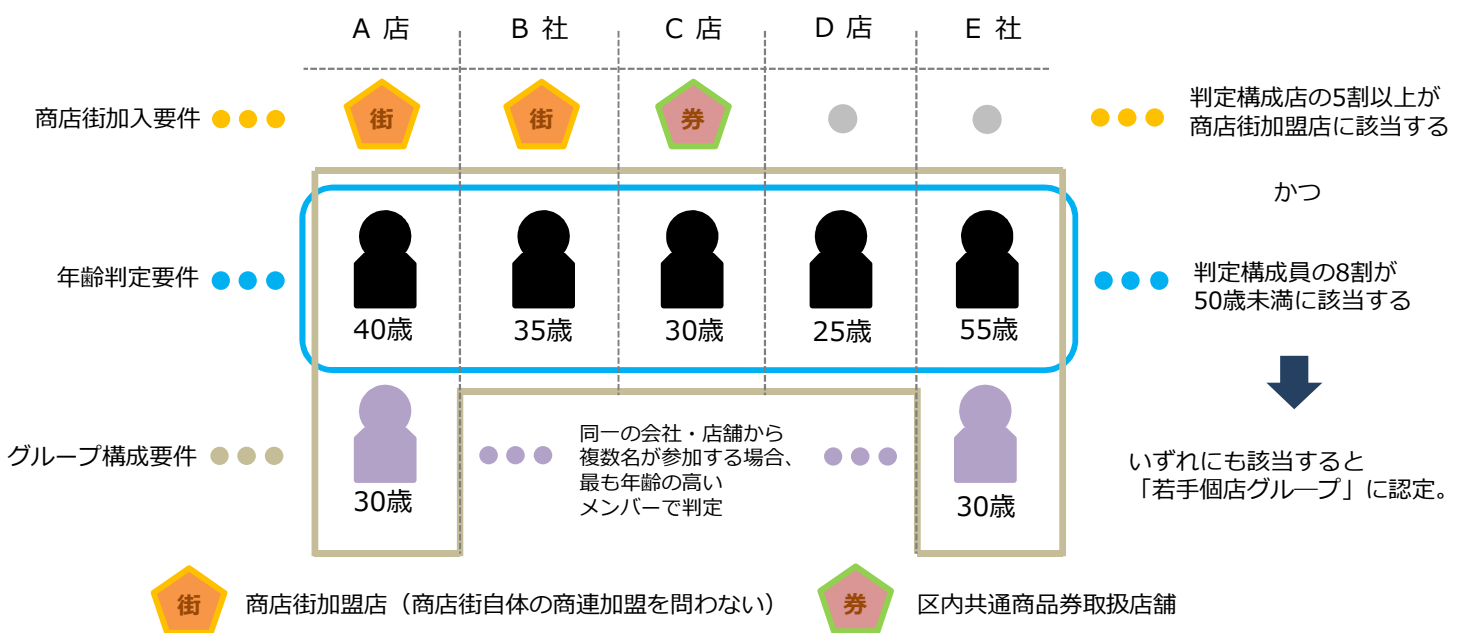 A 店
B 社
C 店
D 店
E 社
商店街加入要件
街
街
券
判定構成店の5割以上が
商店街加盟店に該当する
かつ
年齢判定要件
40歳
35歳
30歳
25歳
55歳
判定構成員の8割が
50歳未満に該当する
グループ構成要件
30歳
同一の会社・店舗から
複数名が参加する場合、
最も年齢の高い
メンバーで判定
30歳
いずれにも該当すると
「若手個店グル―プ」に認定。
街
商店街加盟店（商店街自体の商連加盟を問わない）
券
区内共通商品券取扱店舗